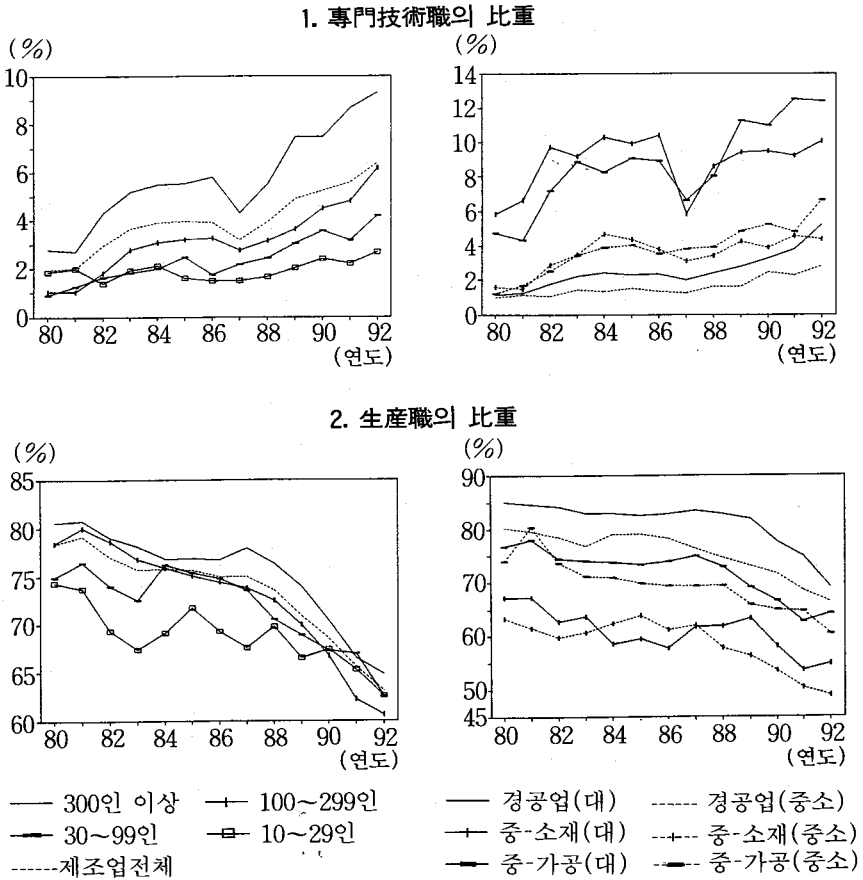 1. 專門技術職의 比重
(%)
10
8
6
4
2
0
80 82 84 86 88 90 92
(연도)
14
12
10
8
6
4
2
0
80 82 84 86 88 90 92
(연도)
2. 生産職의 比重
(%)
85
80
75
70
65
60
80 82 84 86 88 90 92
(연도)
(%)
90
80
70
60
50
45
80 82 84 86 88 90 92
(연도)
300인 이상 100~299인
30~99인 10~29인
제조업전체
경공업(대) 경공업(중소)
중-소재(대) 중-소재(중소)
중-가공(대) 중-가공(중소)